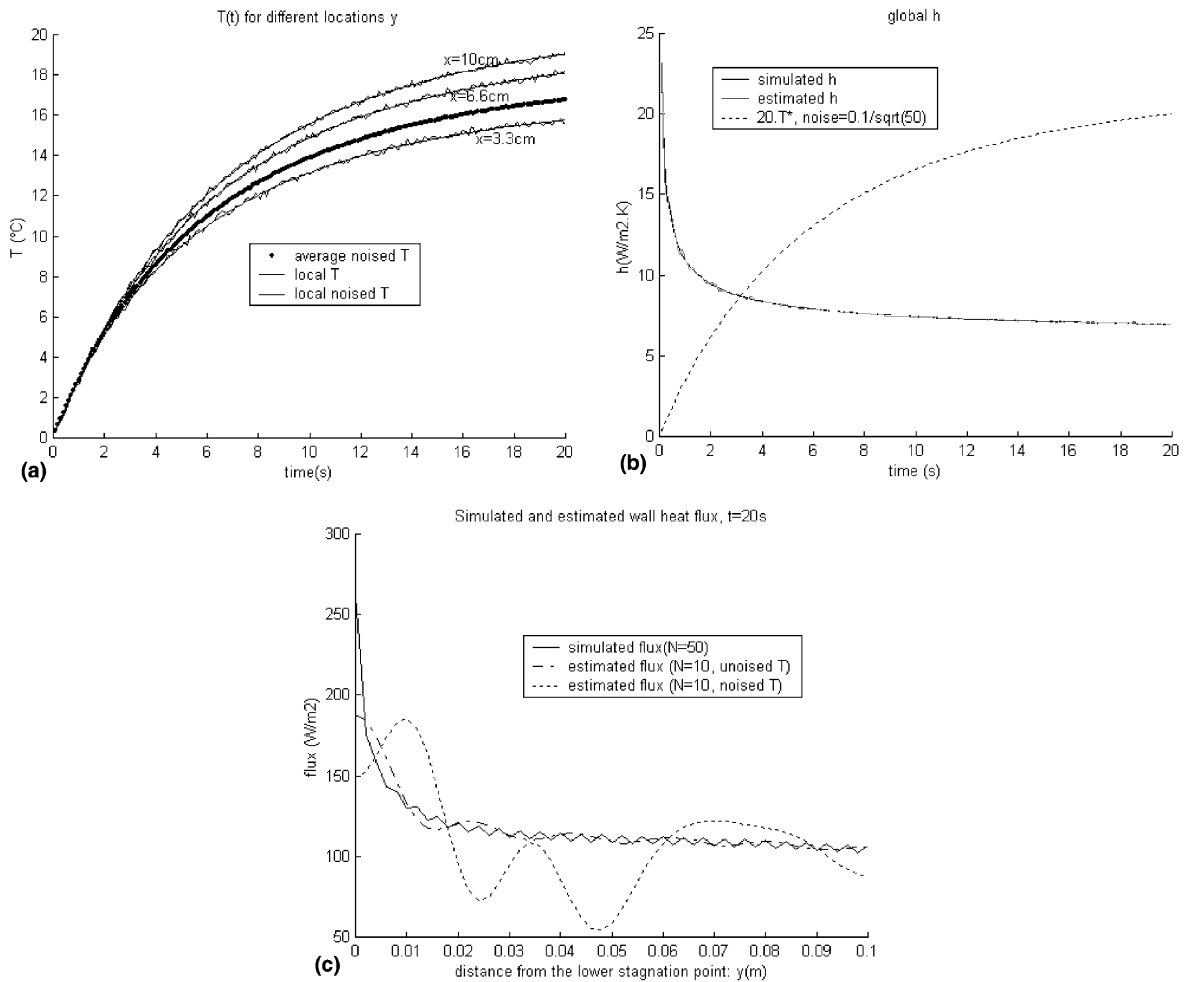 T(t) for different locations y
20
18
16
14
12
10
8
6
4
2
0
T (°C)
x=10cm
x=6.6cm
x=3.3cm
average noised T
local T
local noised T
0 2 4 6 8 10 12 14 16 18 20
time(s)
(a)
global h
25
20
15
10
5
0
h(W/m2.K)
simulated h
estimated h
20.T*, noise=0.1/sqrt(50)
0 2 4 6 8 10 12 14 16 18 20
time (s)
(b)
Simulated and estimated wall heat flux, t=20s
300
250
200
150
100
50
flux (W/m2)
simulated flux(N=50)
estimated flux (N=10, unoised T)
estimated flux (N=10, noised T)
0 0.01 0.02 0.03 0.04 0.05 0.06 0.07 0.08 0.09 0.1
distance from the lower stagnation point: y(m)
(c)